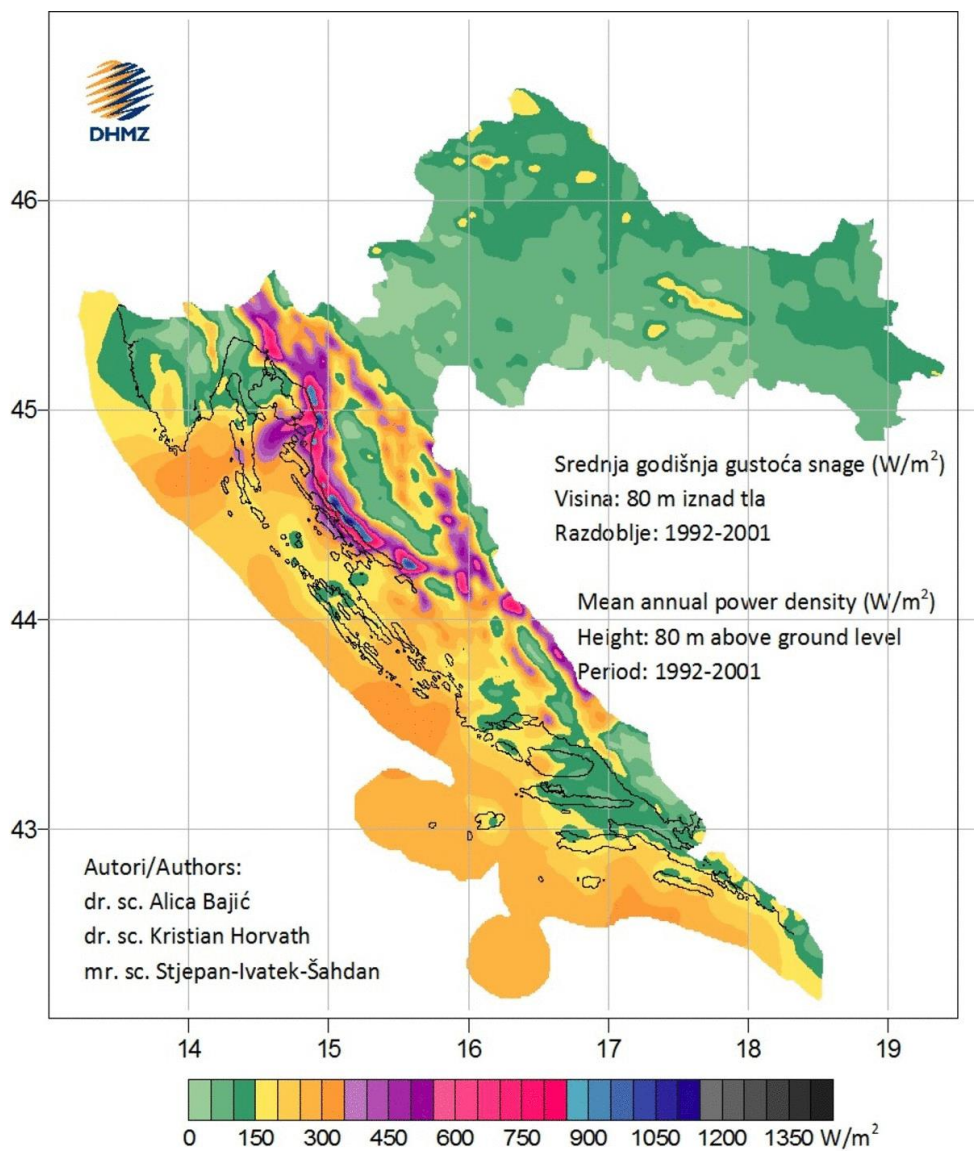 DHMZ
46
45
44
43
Srednja godišnja gustoća snage (W/m²)
Visina: 80 m iznad tla
Razdoblje: 1992-2001
Mean annual power density (W/m²)
Height: 80 m above ground level
Period: 1992-2001
Autori/Authors:
dr. sc. Alica Bajić
dr. sc. Kristian Horvath
mr. sc. Stjepan-Ivatek-Šahdan
14 15 16 17 18 19
0 150 300 450 600 750 900 1050 1200 1350 W/m²